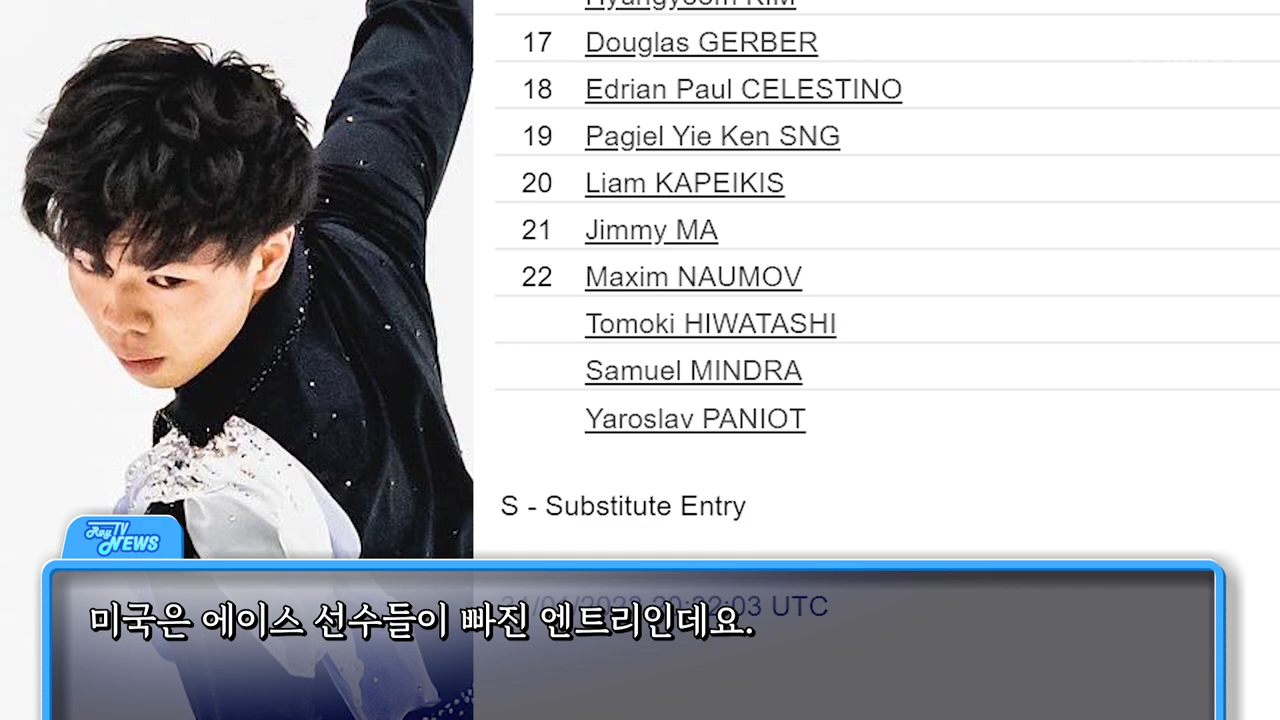 17 Douglas GERBER
18 Edrian Paul CELESTINO
19 Pagiel Yie Ken SNG
20 Liam KAPEIKIS
21 Jimmy MA
22 Maxim NAUMOV
Tomoki HIWATASHI
Samuel MINDRA
Yaroslav PANIOT
S - Substitute Entry
RoyTV
NEWS
UTC
미국은 에이스 선수들이 빠진 엔트리인데요.